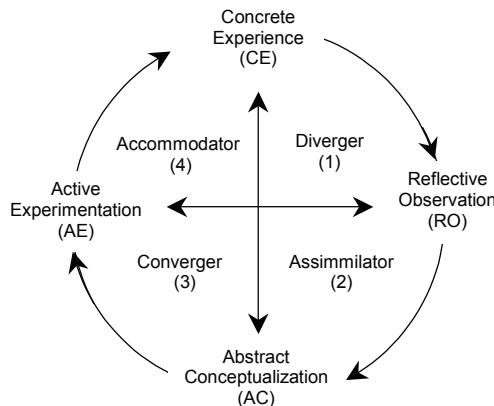 Concrete
Experience
(CE)
Accommodator
(4)
Diverger
(1)
Active
Experimentation
(AE)
Reflective
Observation
(RO)
Converger
(3)
Assimmilator
(2)
Abstract
Conceptualization
(AC)